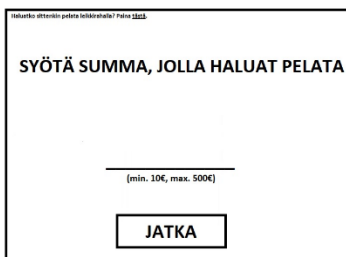 Haluatko sittenkin pelata leikkirahalla? Paina tästä.
SYÖTÄ SUMMA, JOLLA HALUAT PELATA
(min. 10€, max. 500€)
JATKA